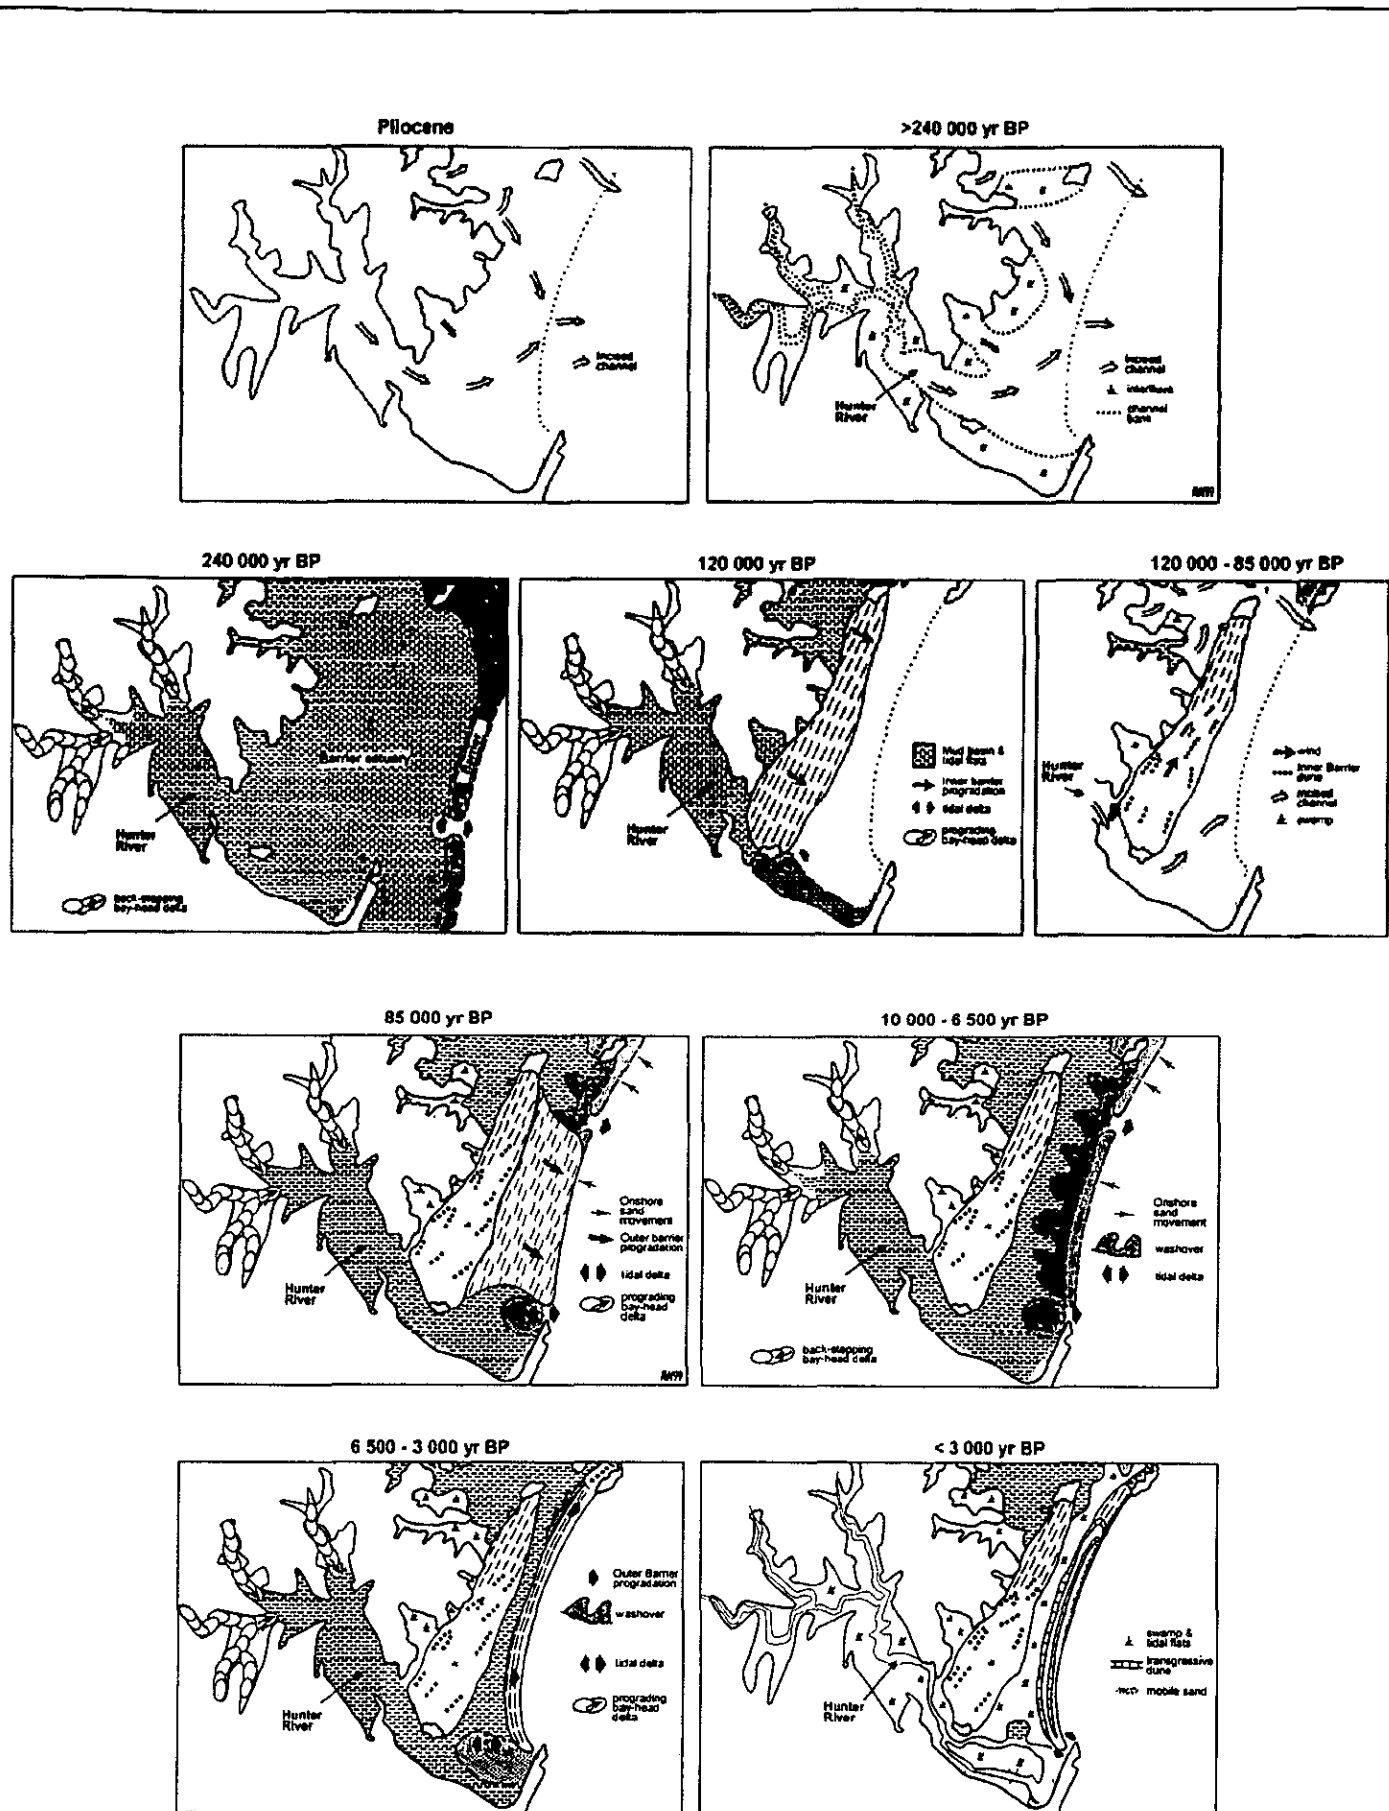 Pliocene
Incised
channel
>240 000 yr BP
Hunter
River
Incised
channel
interfluve
channel
bank
240 000 yr BP
Barrier estuary
Hunter
River
back-stepping
bay-head delta
120 000 yr BP
Hunter
River
Mud basin &
tidal flats
Inner barrier
progradation
tidal delta
prograding
bay-head delta
120 000 - 85 000 yr BP
Hunter
River
wind
Inner Barrier
dune
incised
channel
swamp
85 000 yr BP
Hunter
River
Onshore
sand
movement
Outer barrier
progradation
tidal delta
prograding
bay-head
delta
10 000 - 6 500 yr BP
Hunter
River
Onshore
sand
movement
washover
tidal delta
back-stepping
bay-head delta
6 500 - 3 000 yr BP
Hunter
River
Outer Barrier
progradation
washover
tidal delta
prograding
bay-head
delta
< 3 000 yr BP
Hunter
River
swamp &
tidal flats
transgressive
dune
mobile sand